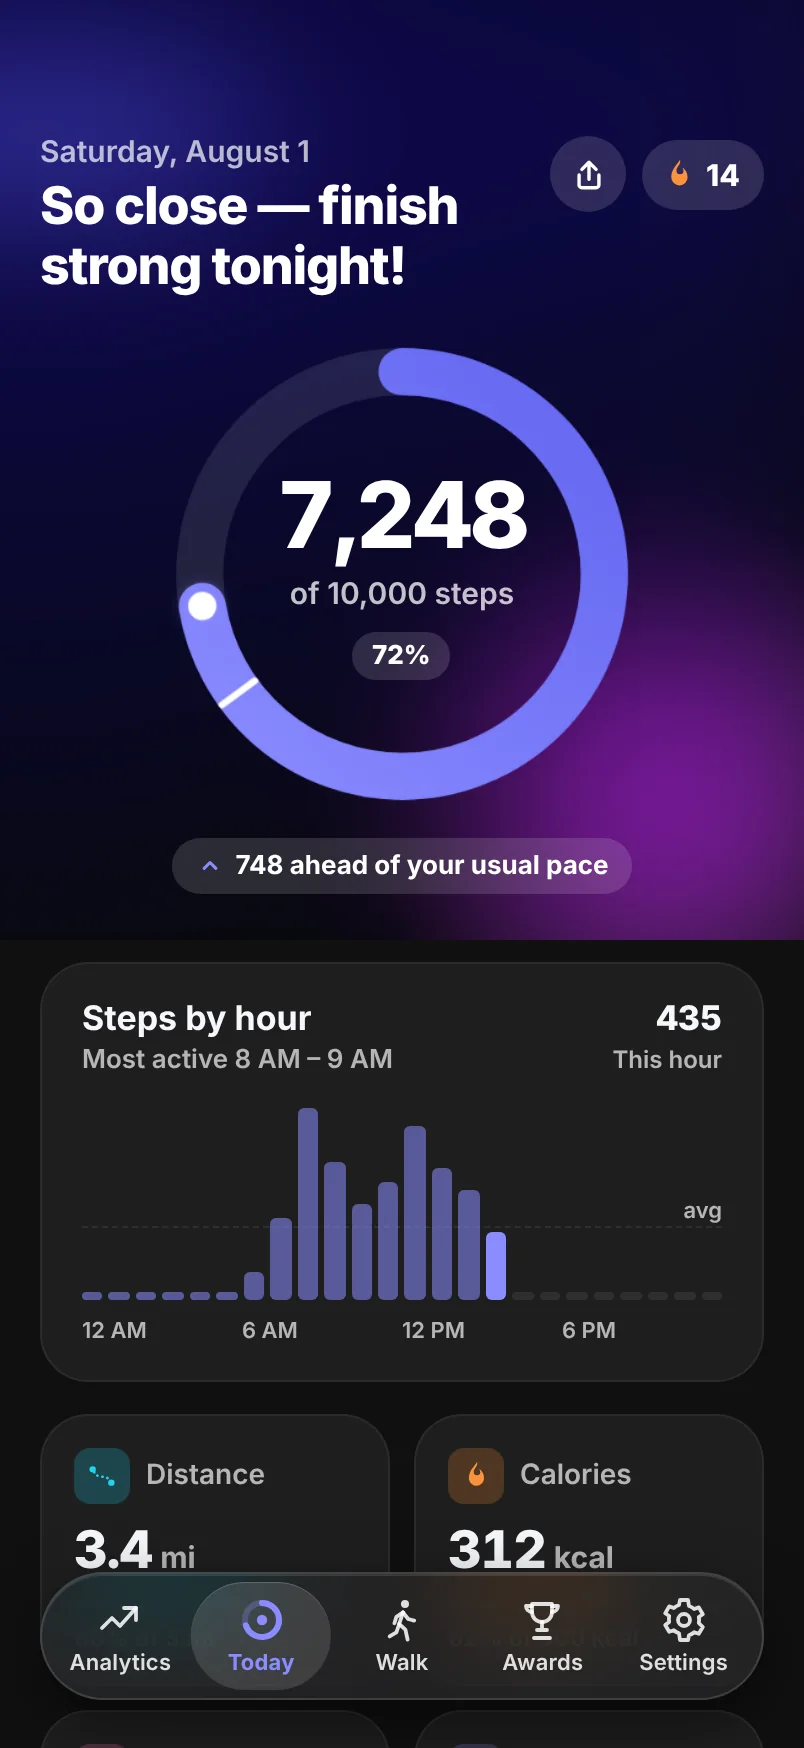 Saturday, August 1
So close — finish
strong tonight!
14
7,248
of 10,000 steps
72%
748 ahead of your usual pace
Steps by hour
435
Most active 8 AM – 9 AM
This hour
avg
12 AM
6 AM
12 PM
6 PM
Distance
Calories
3.4 mi
312 kcal
Analytics
Today
Walk
Awards
Settings